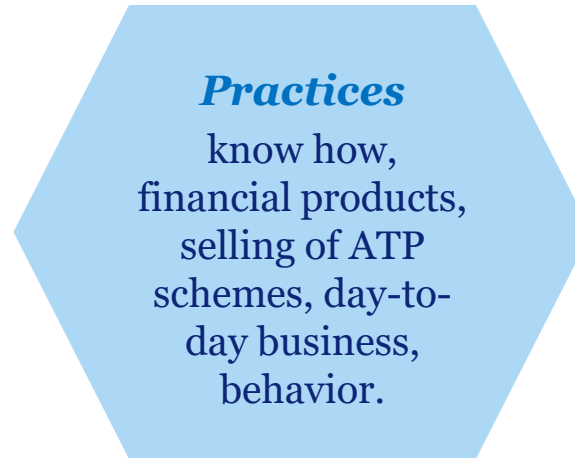 Practices
know how,
financial products,
selling of ATP
schemes, day-to-
day business,
behavior.